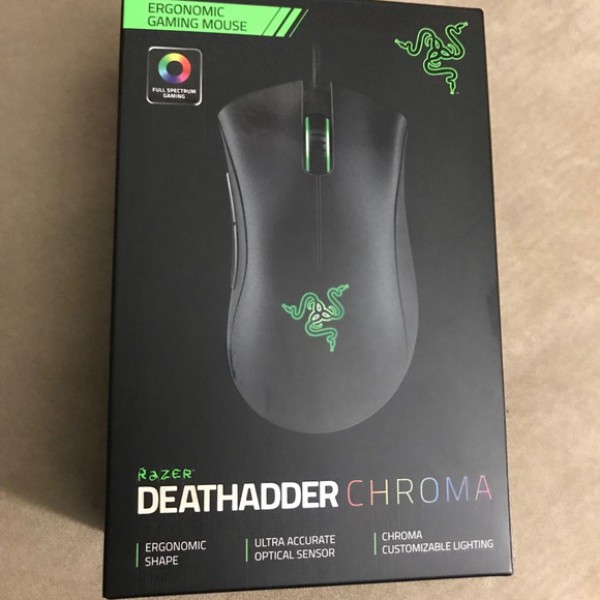 ERGONOMIC
GAMING MOUSE
FULL SPECTRUM
GAMING
RAZER
DEATHADDER CHROMA
ERGONOMIC
SHAPE
ULTRA ACCURATE
OPTICAL SENSOR
CHROMA
CUSTOMIZABLE LIGHTING